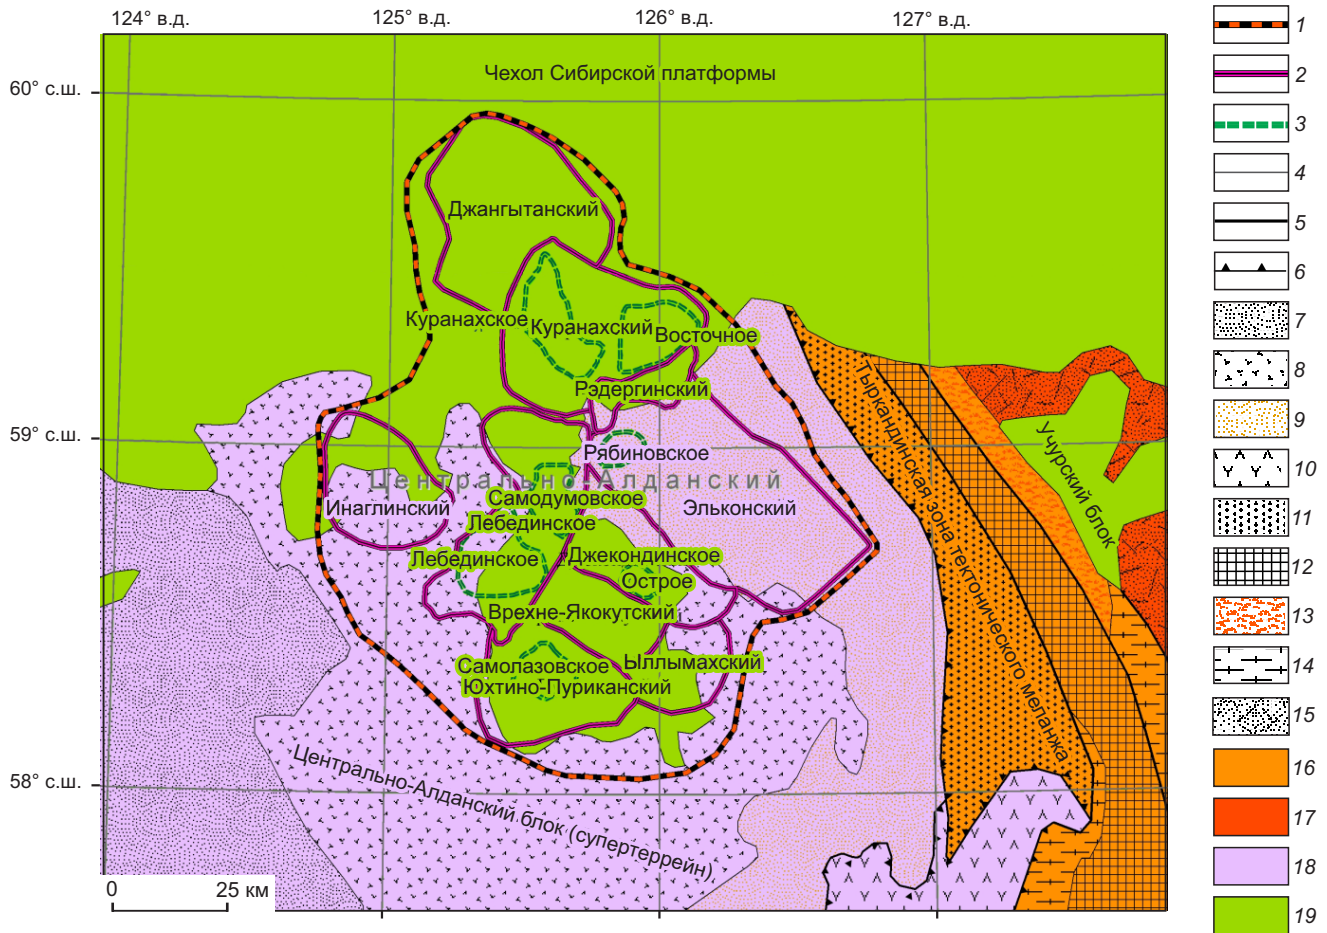 124° в.д.
125° в.д.
126° в.д.
127° в.д.
60° с.ш.
59° с.ш.
58° с.ш.
Чехол Сибирской платформы
Джангытанский
Куранахское
Куранахский
Восточное
Рэдергинский
Рябиновское
Центрально-Алданский
Самодумовское
Инаглинский
Эльконский
Лебединское
Лебединское
Джекондинское
Острое
Врехне-Якокутский
Самолазовское
Ыллымахский
Юхтино-Пуриканский
Тыркандинская зона тектонического меланжа
Учурский блок
Центрально-Алданский блок (супертеррейн)
0 25 км
1
2
3
4
5
6
7
8
9
10
11
12
13
14
15
16
17
18
19